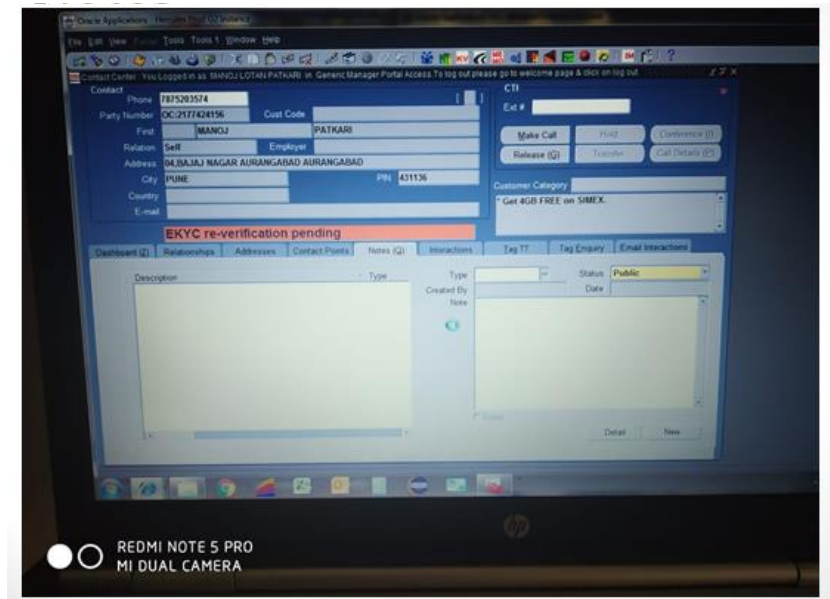 Oracle Applications - Hercules Prod O2 Instance
File Edit View Tools Tools 1 Window Help
Contact Center You Logged in as MANOJ LOTAN PATKARI in Generic Manager Portal Access. To log out please go to welcome page & click on log out.
Contact
Phone 7875203574 [ ]
Party Number OC:2177424156 Cust Code
First MANOJ PATKARI
Relation Self Employer
Address 04,BAJAJ NAGAR AURANGABAD AURANGABAD
City PUNE PIN 431136
Country
E-mail
EKYC re-verification pending
CTI
Ext #
Make Call Hold Conference (I)
Release (G) Transfer Call Details (P)
Customer Category
* Get 4GB FREE on SIMEX.
Dashboard (Z) Relationships Addresses Contact Points Notes (Q) Interactions Tag TT Tag Enquiry Email Interactions
Description Type
Type Status Public
Created By Date
Note
Detail New
hp
REDMI NOTE 5 PRO
MI DUAL CAMERA